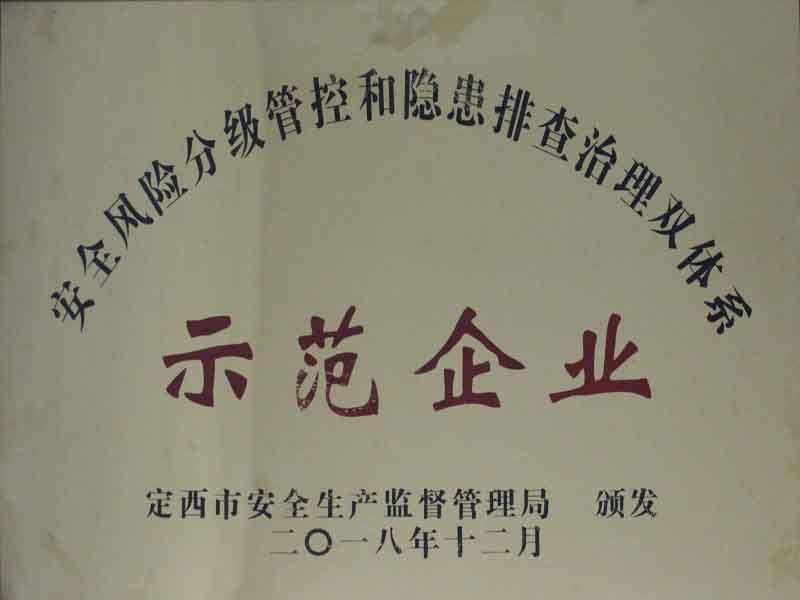 安全风险分级管控和隐患排查治理双体系
示范企业
定西市安全生产监督管理局 颁发
二〇一八年十二月